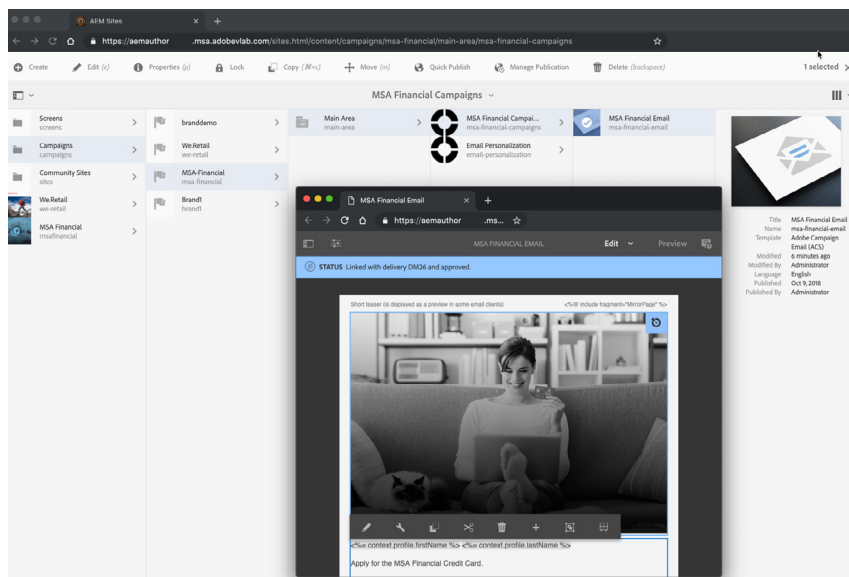 AEM Sites
https://aemauthor .msa.adobevlab.com/sites.html/content/campaigns/msa-financial/main-area/msa-financial-campaigns
Create Edit (e) Properties (p) Lock Copy (⌘+c) Move (m) Quick Publish Manage Publication Delete (backspace) 1 selected
MSA Financial Campaigns
Screens
screens
Campaigns
campaigns
Community Sites
sites
We.Retail
we-retail
MSA Financial
msafinancial
branddemo
We.Retail
we-retail
MSA-Financial
msa-financial
Brand1
brand1
Main Area
main-area
MSA Financial Campai...
msa-financial-campaigns
Email Personalization
email-personalization
MSA Financial Email
msa-financial-email
Title MSA Financial Email
Name msa-financial-email
Template Adobe Campaign
Email (ACS)
Modified 6 minutes ago
Modified By Administrator
Language English
Published Oct 9, 2018
Published By Administrator
MSA Financial Email
https://aemauthor .ms...
MSA FINANCIAL EMAIL Edit Preview
STATUS Linked with delivery DM26 and approved.
Short teaser (is displayed as a preview in some email clients) <%@ include fragment="MirrorPage" %>
<%= context.profile.firstName %> <%= context.profile.lastName %>
Apply for the MSA Financial Credit Card.